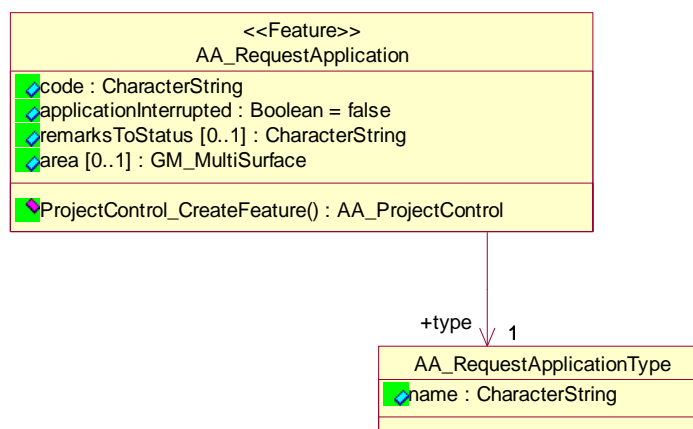 <<Feature>>
AA_RequestApplication
code : CharacterString
applicationInterrupted : Boolean = false
remarksToStatus [0..1] : CharacterString
area [0..1] : GM_MultiSurface
ProjectControl_CreateFeature() : AA_ProjectControl
+type 1
AA_RequestApplicationType
name : CharacterString